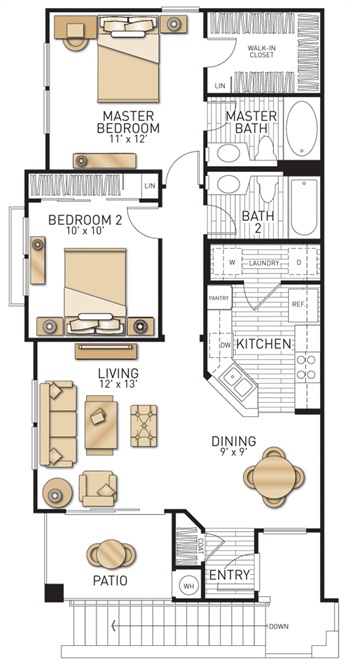 WALK-IN
CLOSET
LIN
MASTER
BEDROOM
11' x 12'
MASTER
BATH
LIN
BEDROOM 2
10' x 10'
BATH
2
W
LAUNDRY
D
PANTRY
REF.
DW
KITCHEN
LIVING
12' x 13'
DINING
9' x 9'
COAT
ENTRY
PATIO
WH
DOWN